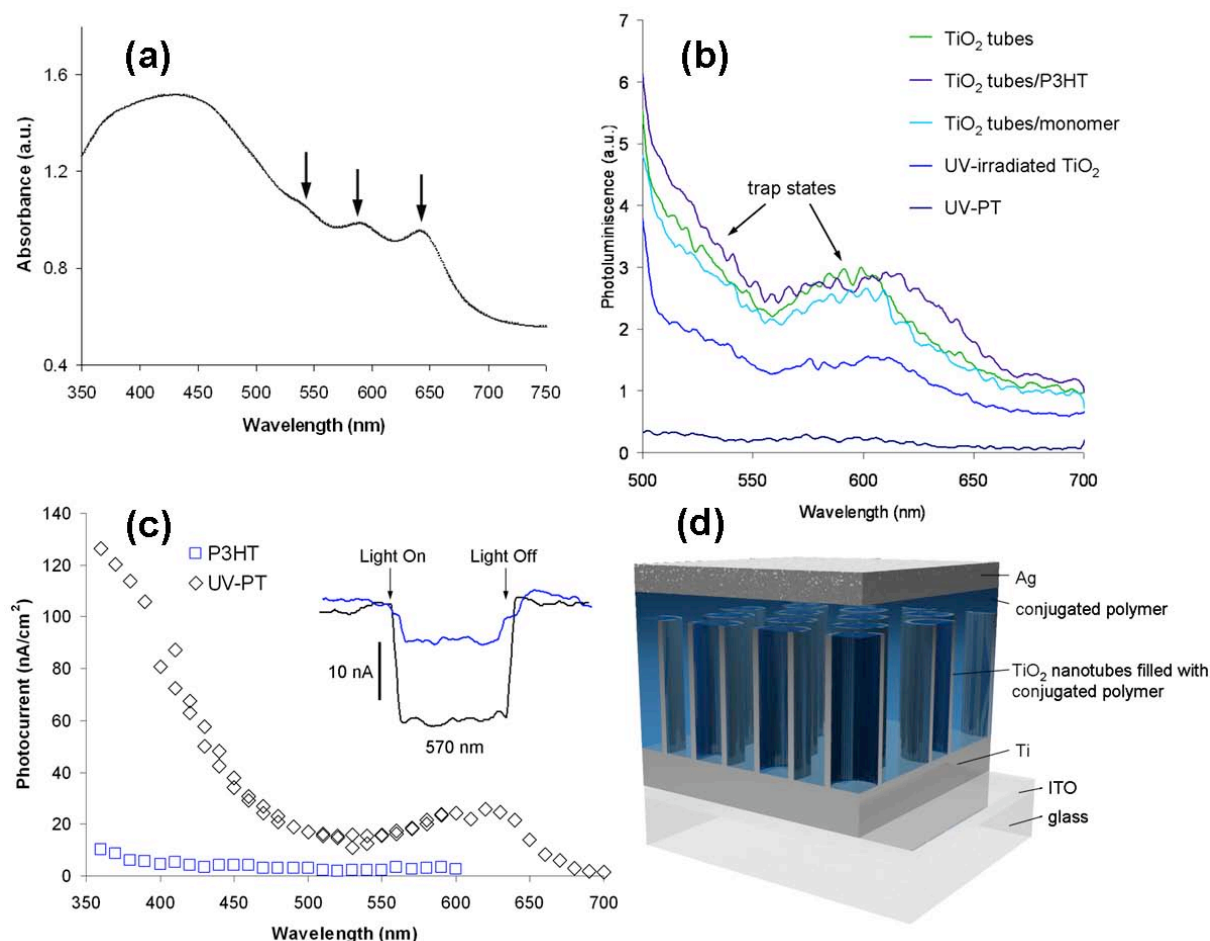 (a)
Absorbance (a.u.)
1.6
1.2
0.8
0.4
350 400 450 500 550 600 650 700 750
Wavelength (nm)
(b)
Photoluminiscence (a.u.)
7
6
5
4
3
2
1
0
trap states
TiO₂ tubes
TiO₂ tubes/P3HT
TiO₂ tubes/monomer
UV-irradiated TiO₂
UV-PT
500 550 600 650 700
Wavelength (nm)
(c)
Photocurrent (nA/cm²)
140
120
100
80
60
40
20
0
P3HT
UV-PT
Light On
Light Off
10 nA
570 nm
350 400 450 500 550 600 650 700
Wavelength (nm)
(d)
Ag
conjugated polymer
TiO₂ nanotubes filled with
conjugated polymer
Ti
ITO
glass